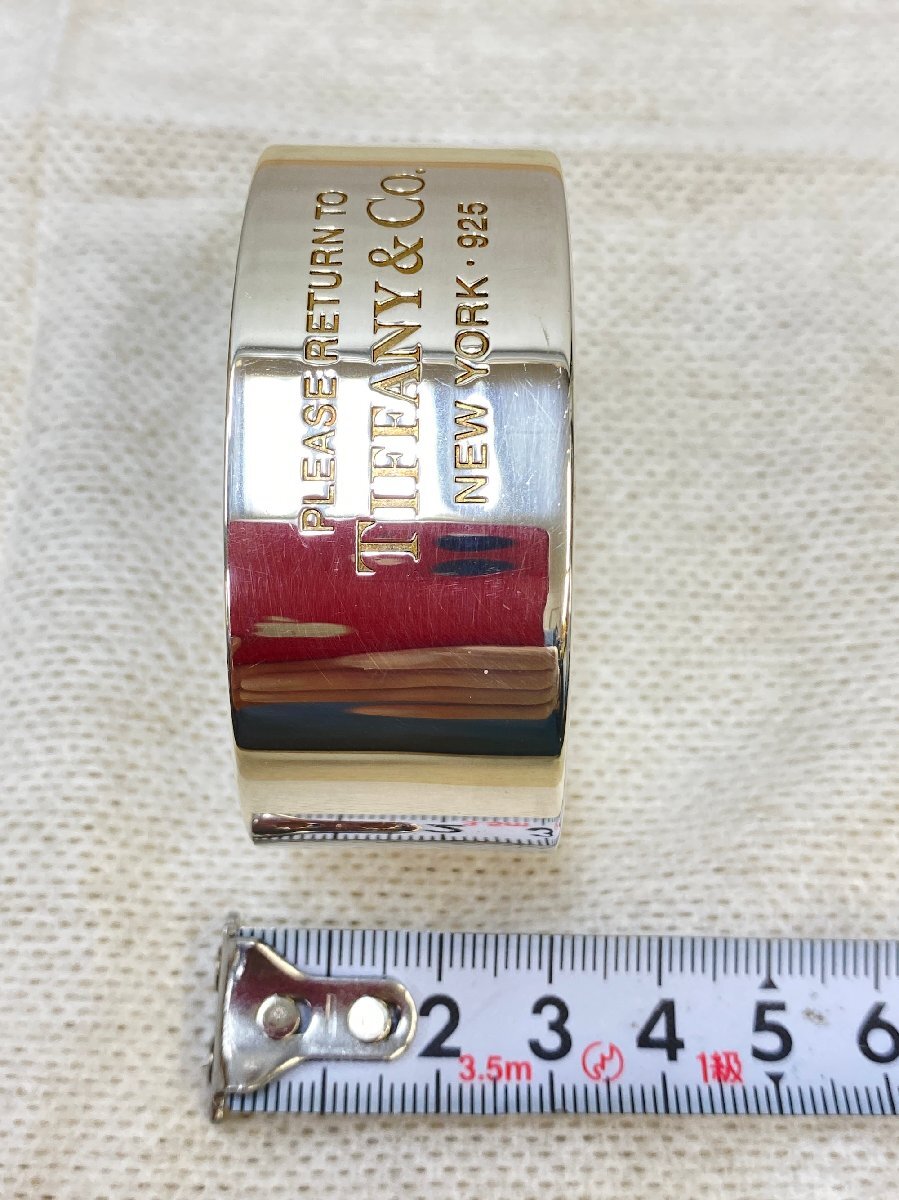 PLEASE RETURN TO
TIFFANY & CO.
NEW YORK · 925
2 3 4 5 6
3.5m 1級